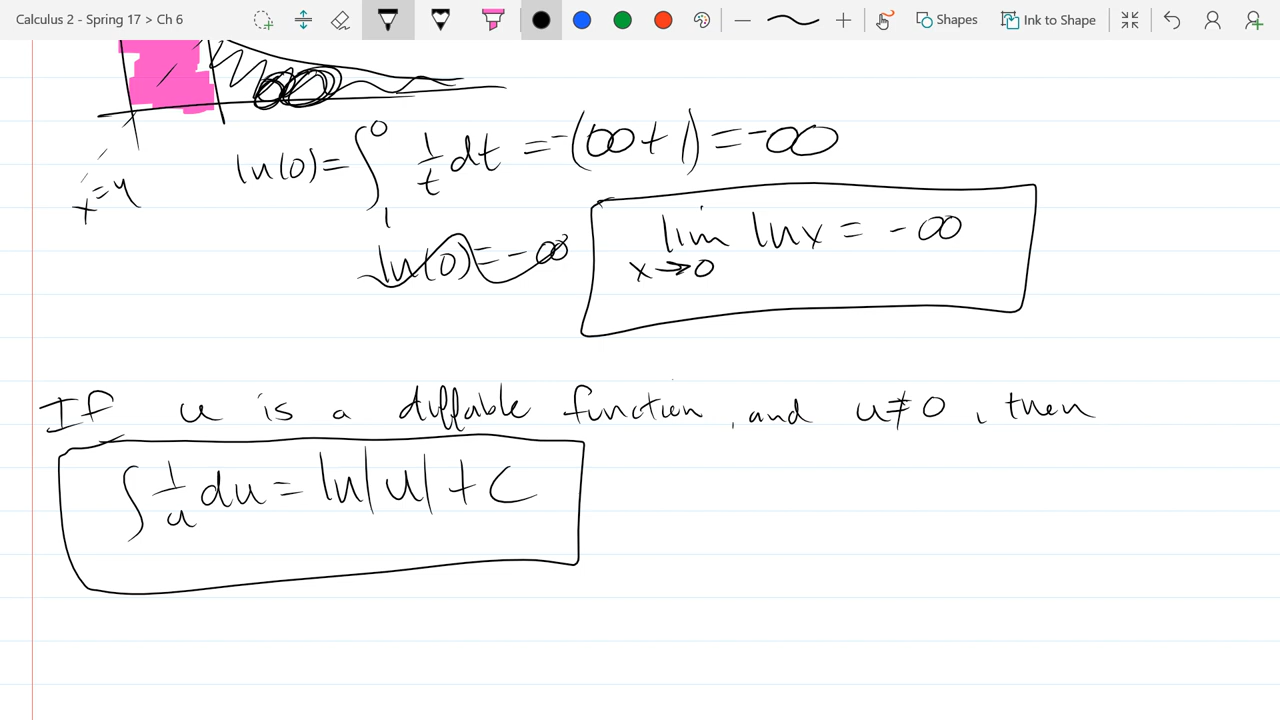 Calculus 2 - Spring 17 > Ch 6
Shapes
Ink to Shape
ln(0) = ∫₁⁰ 1/t dt = -(∞+1) = -∞
x=4
ln(0) = -∞
lim x→0 ln x = -∞
If u is a diffable function, and u≠0, then
∫ 1/u du = ln|u| + C